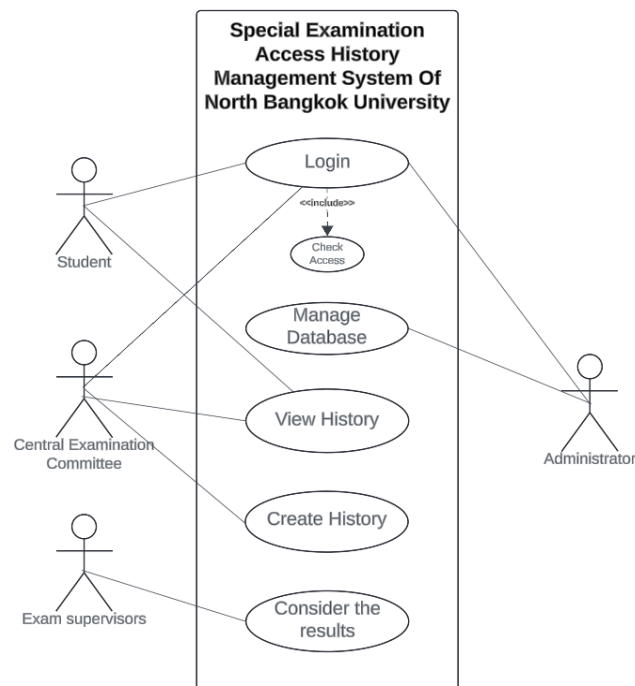 Special Examination
Access History
Management System Of
North Bangkok University
Login
<<include>>
Check
Access
Student
Manage
Database
View History
Central Examination
Committee
Administrator
Create History
Exam supervisors
Consider the
results